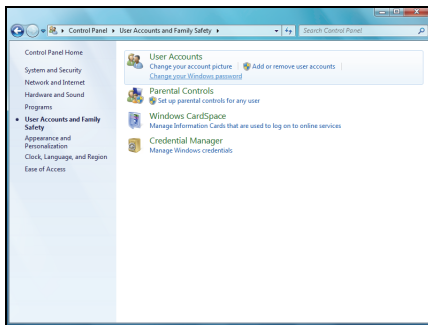 Control Panel ▸ User Accounts and Family Safety ▸
Search Control Panel
Control Panel Home
System and Security
Network and Internet
Hardware and Sound
Programs
User Accounts and Family
Safety
Appearance and
Personalization
Clock, Language, and Region
Ease of Access
User Accounts
Change your account picture
Add or remove user accounts
Change your Windows password
Parental Controls
Set up parental controls for any user
Windows CardSpace
Manage Information Cards that are used to log on to online services
Credential Manager
Manage Windows credentials